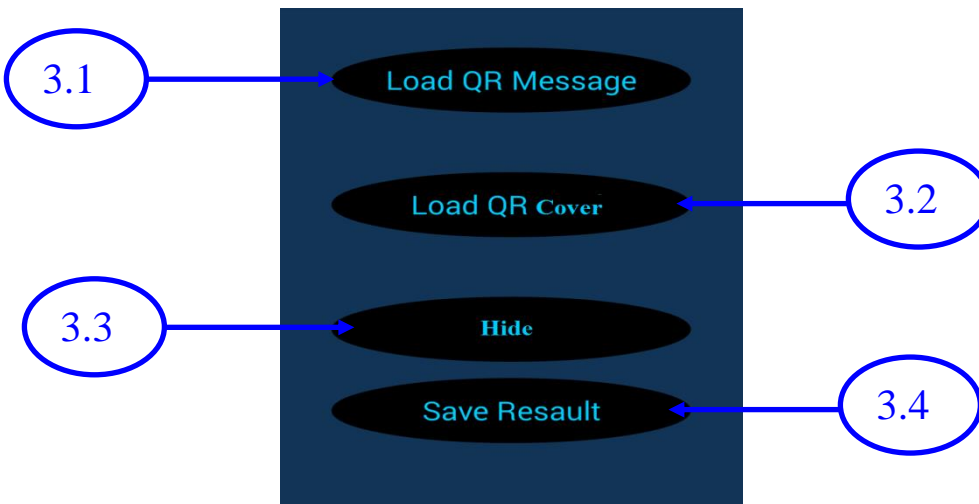 3.1
Load QR Message
Load QR Cover
3.2
3.3
Hide
Save Resault
3.4